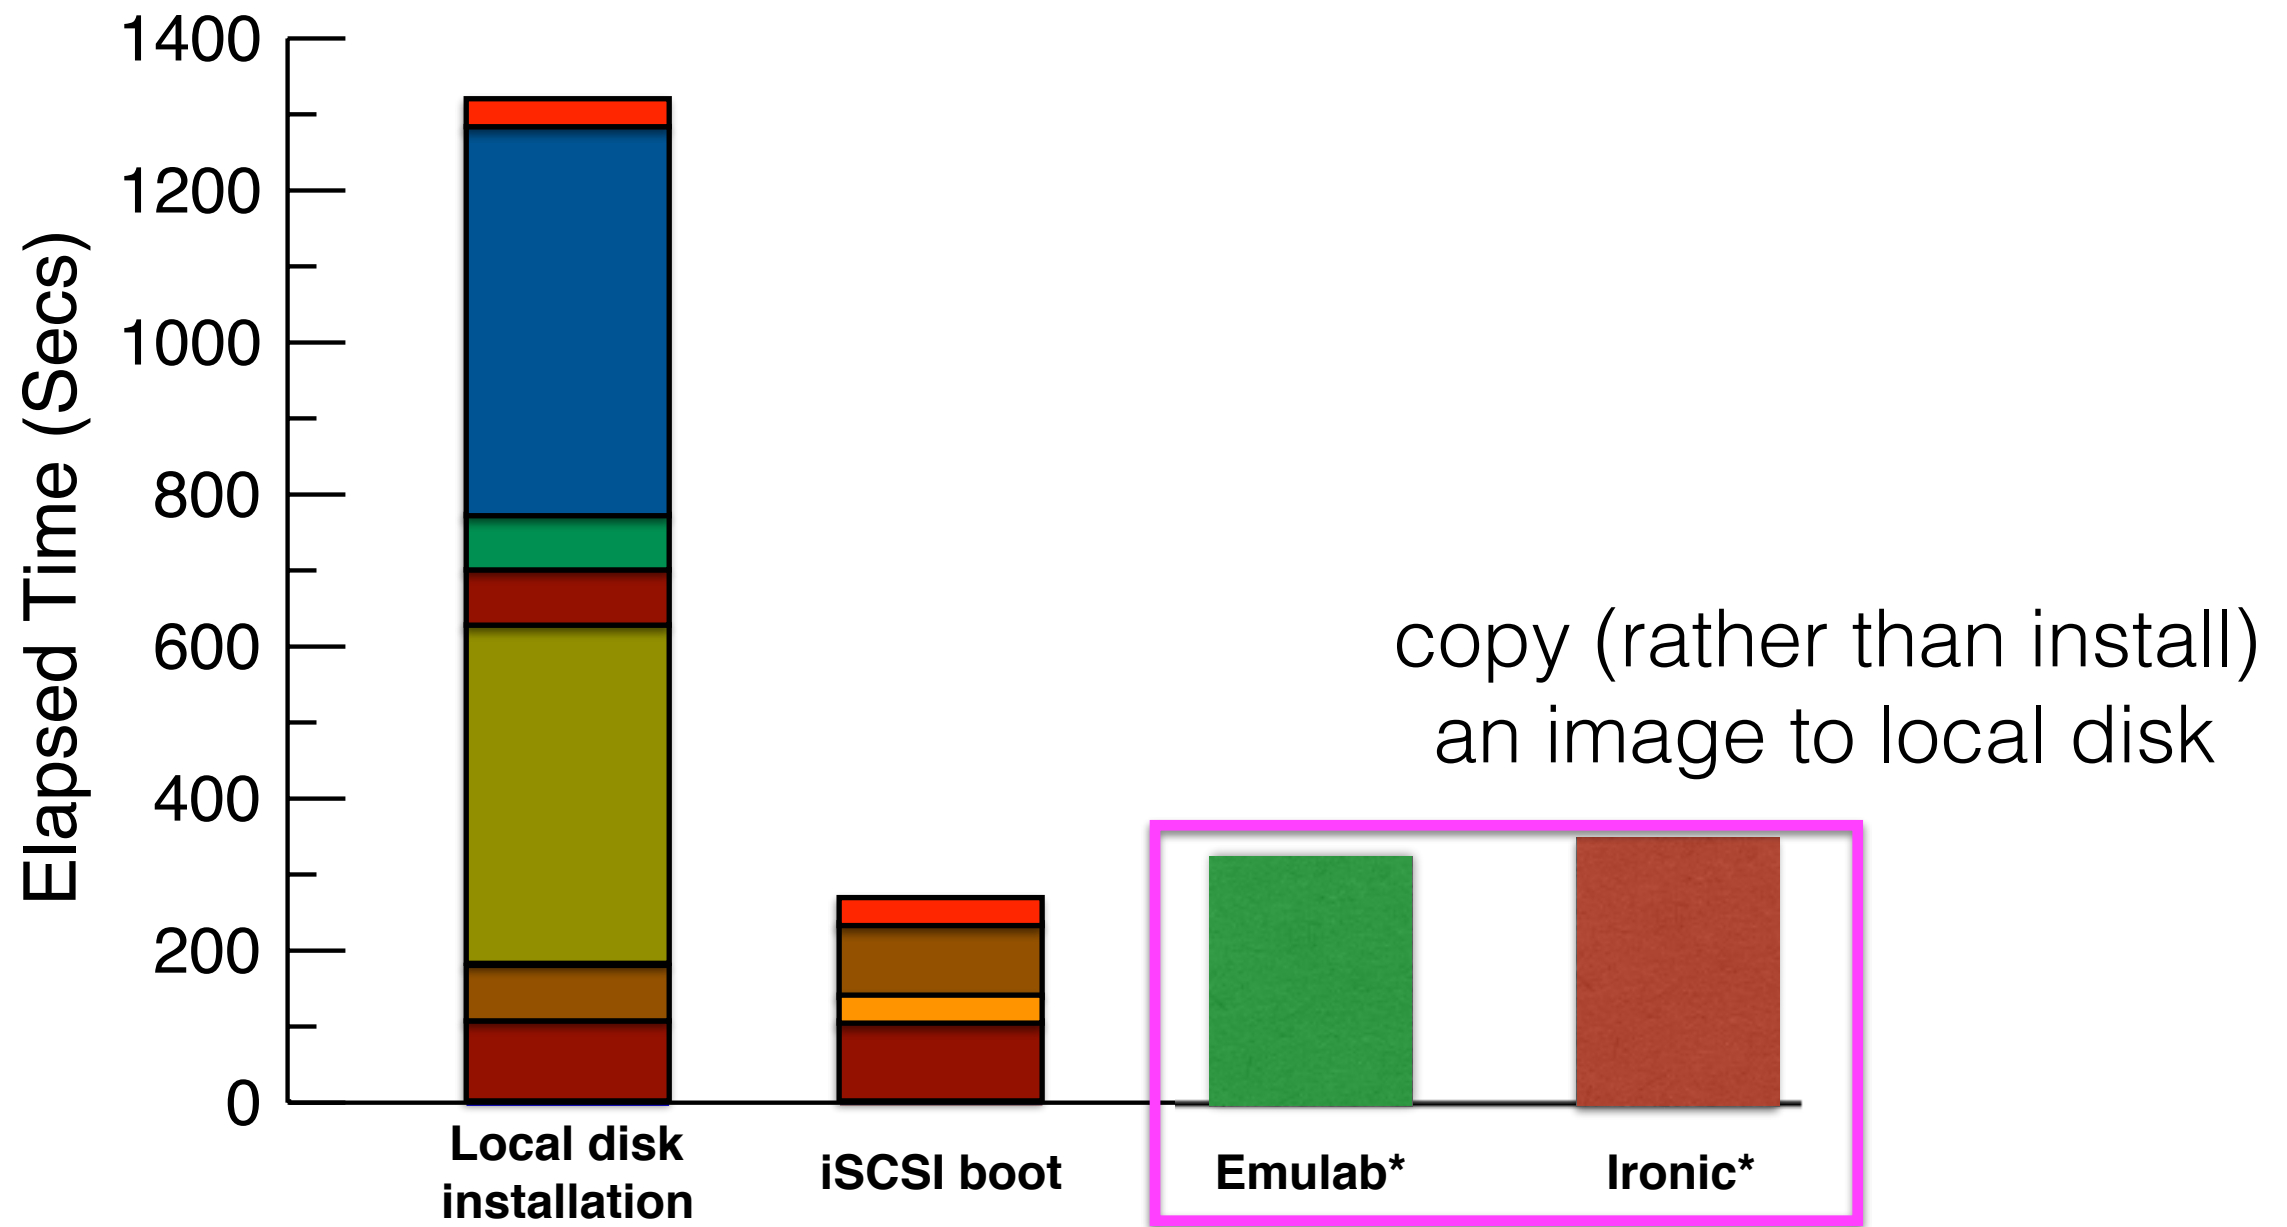 1400
1200
1000
800
600
400
200
0
Elapsed Time (Secs)
copy (rather than install)
an image to local disk
Local disk
installation
iSCSI boot
Emulab*
Ironic*